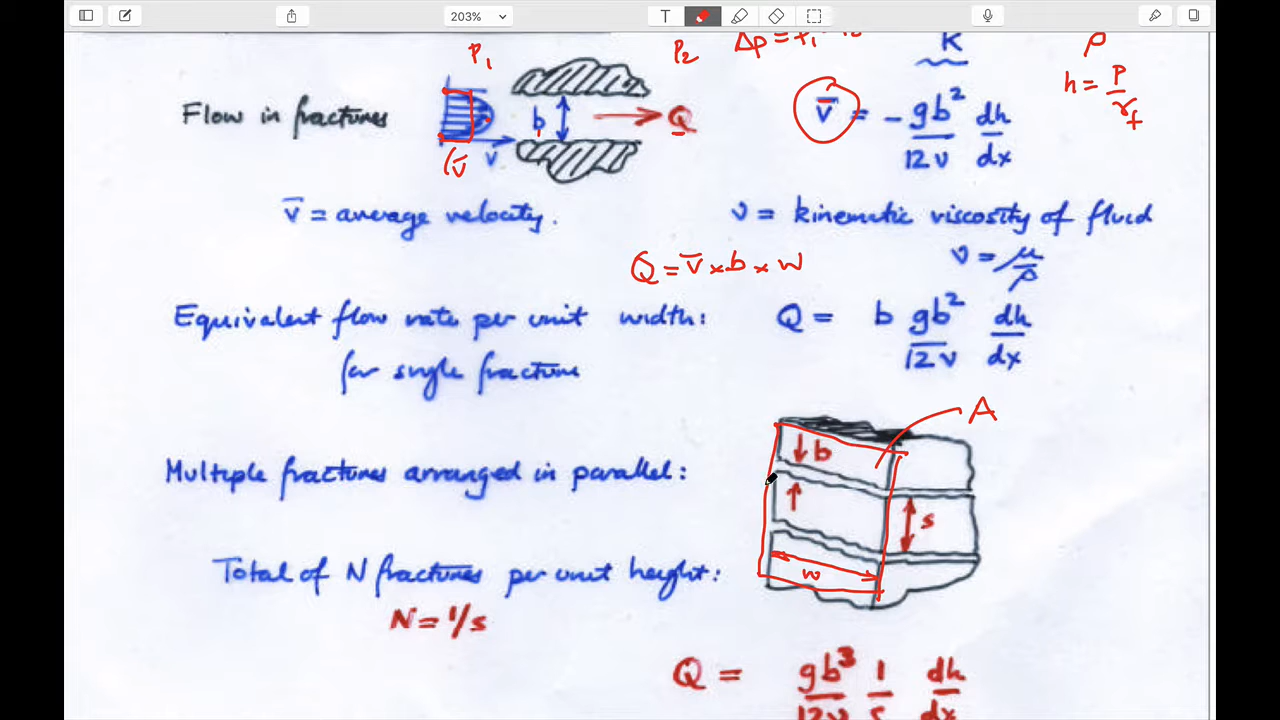 203%
T
P₁
P₂
K
ρ
Flow in fractures
b
Q
v
v̄
v̄ = - gb²/12ν dh/dx
h = P/γf
v̄ = average velocity.
ν = kinematic viscosity of fluid
ν = μ/ρ
Q = v̄ × b × w
Equivalent flow rate per unit width:
for single fracture
Q = b gb²/12ν dh/dx
A
b
Multiple fractures arranged in parallel:
s
w
Total of N fractures per unit height:
N = 1/s
Q = gb³/12ν 1/s dh/dx